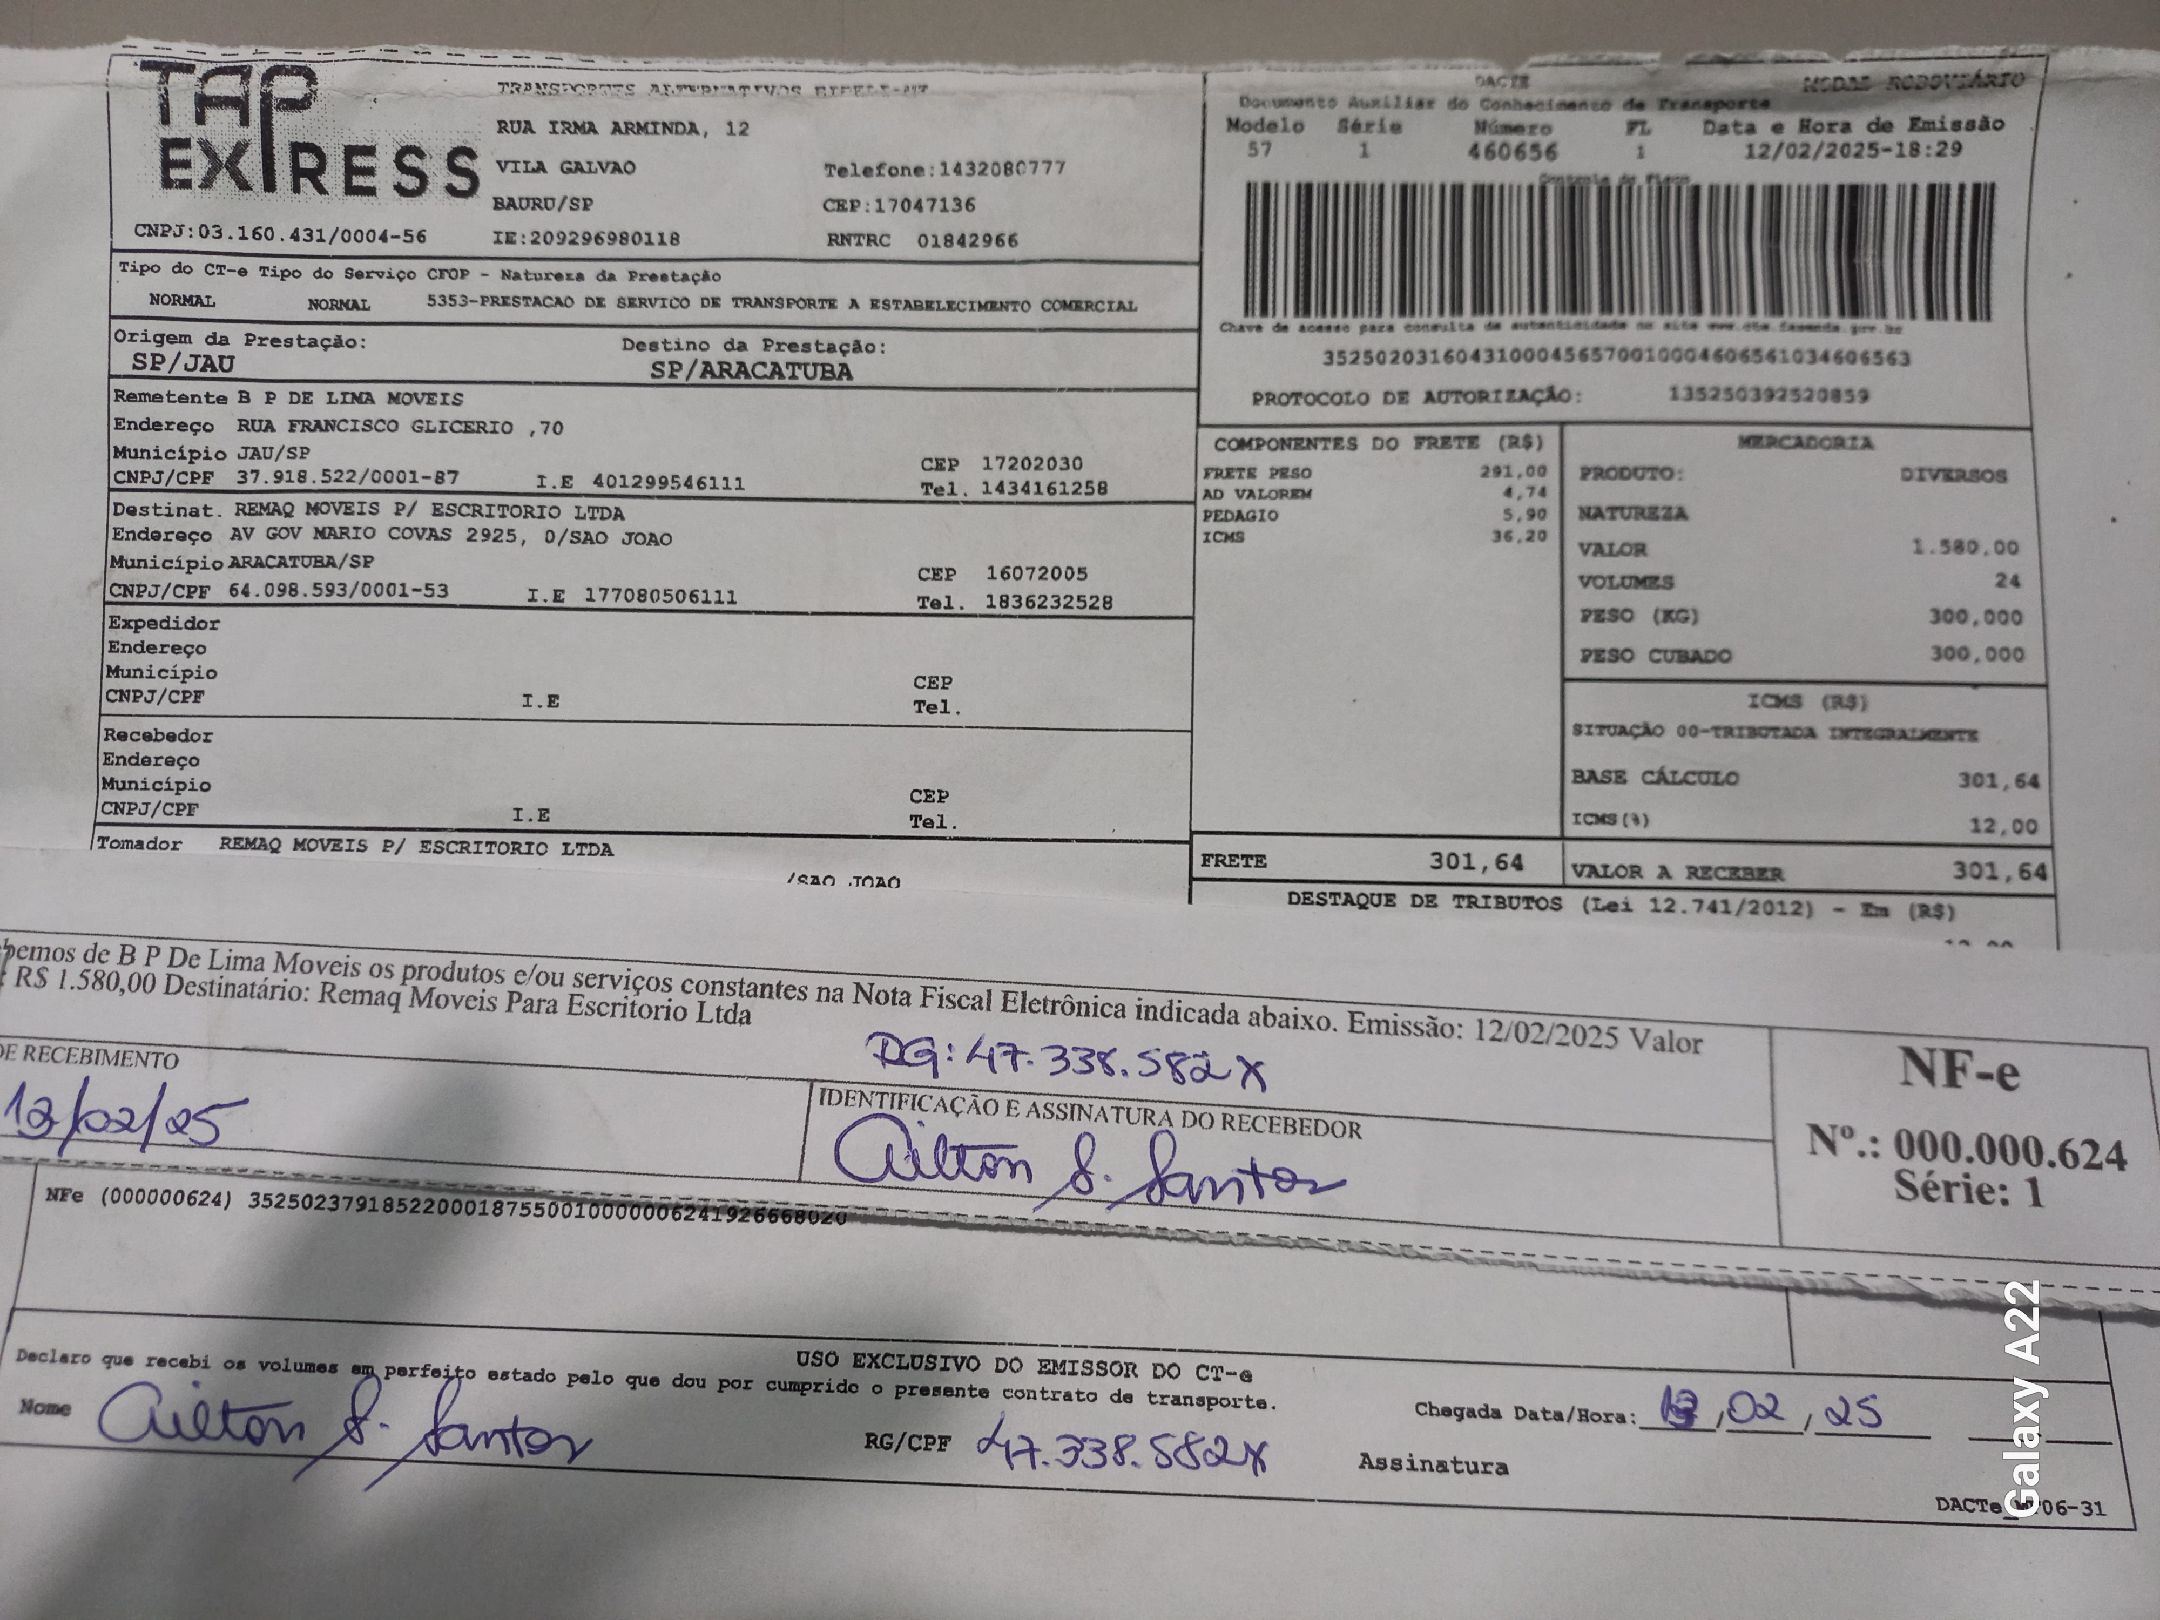 TAP EXPRESS
TRANSPORTES ALTERNATIVOS EIRELI-ME
RUA IRMA ARMINDA, 12
VILA GALVAO Telefone:1432080777
BAURU/SP CEP:17047136
CNPJ:03.160.431/0004-56 IE:209296980118 RNTRC 01842966
DACTE MODAL RODOVIÁRIO
Documento Auxiliar do Conhecimento de Transporte
Modelo Série Número FL Data e Hora de Emissão
57 1 460656 1 12/02/2025-18:29
Controle do Fisco
Chave de acesso para consulta de autenticidade no site www.cte.fazenda.gov.br
35250203160431000456570010004606561034606563
PROTOCOLO DE AUTORIZAÇÃO: 135250392520859
Tipo do CT-e Tipo do Serviço CFOP - Natureza da Prestação
NORMAL NORMAL 5353-PRESTACAO DE SERVICO DE TRANSPORTE A ESTABELECIMENTO COMERCIAL
Origem da Prestação: Destino da Prestação:
SP/JAU SP/ARACATUBA
Remetente B P DE LIMA MOVEIS
Endereço RUA FRANCISCO GLICERIO ,70
Município JAU/SP CEP 17202030
CNPJ/CPF 37.918.522/0001-87 I.E 401299546111 Tel. 1434161258
Destinat. REMAQ MOVEIS P/ ESCRITORIO LTDA
Endereço AV GOV MARIO COVAS 2925, D/SAO JOAO
Município ARACATUBA/SP CEP 16072005
CNPJ/CPF 64.098.593/0001-53 I.E 177080506111 Tel. 1836232528
Expedidor
Endereço
Município CEP
CNPJ/CPF I.E Tel.
Recebedor
Endereço
Município CEP
CNPJ/CPF I.E Tel.
Tomador REMAQ MOVEIS P/ ESCRITORIO LTDA
/SAO JOAO
COMPONENTES DO FRETE (R$)
FRETE PESO 291,00
AD VALOREM 4,74
PEDAGIO 5,90
ICMS 36,20
MERCADORIA
PRODUTO: DIVERSOS
NATUREZA
VALOR 1.580,00
VOLUMES 24
PESO (KG) 300,000
PESO CUBADO 300,000
ICMS (R$)
SITUAÇÃO 00-TRIBUTADA INTEGRALMENTE
BASE CÁLCULO 301,64
ICMS(%) 12,00
FRETE 301,64 VALOR A RECEBER 301,64
DESTAQUE DE TRIBUTOS (Lei 12.741/2012) - Em (R$)
bemos de B P De Lima Moveis os produtos e/ou serviços constantes na Nota Fiscal Eletrônica indicada abaixo. Emissão: 12/02/2025 Valor
: R$ 1.580,00 Destinatário: Remaq Moveis Para Escritorio Ltda
RG: 47.338.582X
DE RECEBIMENTO
13/02/25
IDENTIFICAÇÃO E ASSINATURA DO RECEBEDOR
Ailton S. Santos
NF-e
Nº.: 000.000.624
Série: 1
NFe (000000624) 35250237918522000187550010000006241926668020
USO EXCLUSIVO DO EMISSOR DO CT-e
Declaro que recebi os volumes em perfeito estado pelo que dou por cumprido o presente contrato de transporte.
Nome Ailton S. Santos RG/CPF 47.338.582X
Chegada Data/Hora: 13,02,25
Assinatura
Galaxy A22